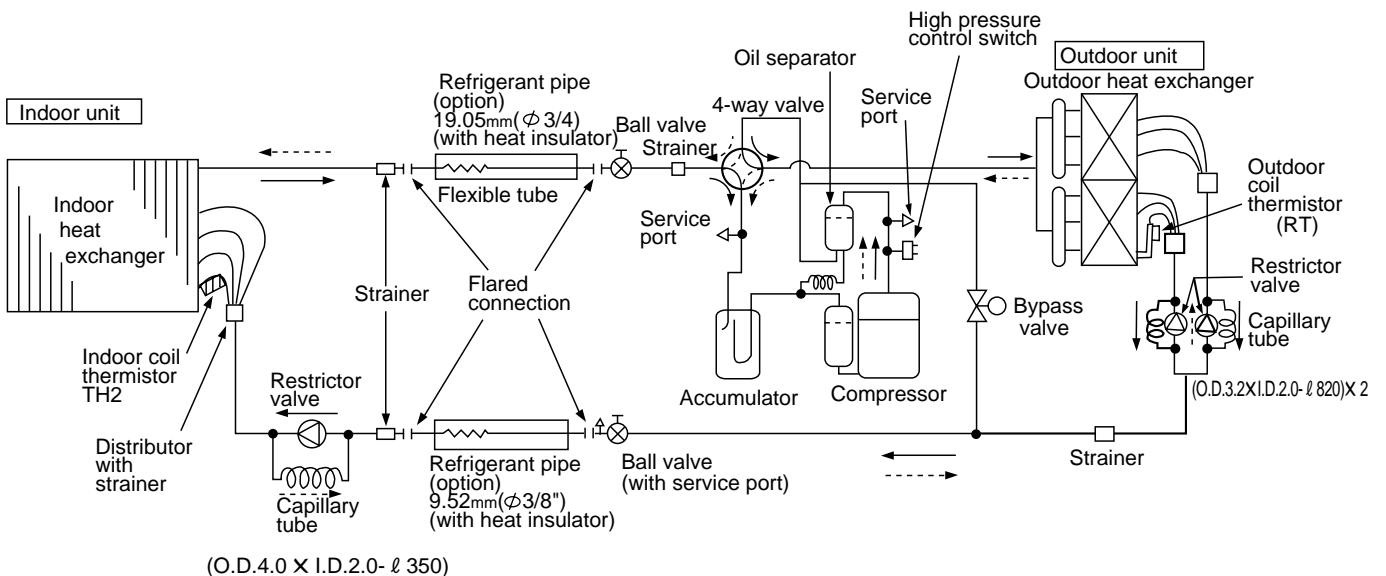 High pressure
control switch
Outdoor unit
Outdoor heat exchanger
Oil separator
4-way valve
Service
port
Refrigerant pipe
(option)
19.05mm(ϕ3/4)
(with heat insulator)
Ball valve
Strainer
Indoor unit
Flexible tube
Indoor
heat
exchanger
Service
port
Outdoor
coil
thermistor
(RT)
Strainer
Flared
connection
Restrictor
valve
Bypass
valve
Capillary
tube
Indoor coil
thermistor
TH2
Restrictor
valve
Accumulator
Compressor
(O.D.3.2XI.D.2.0-ℓ820)X2
Distributor
with
strainer
Refrigerant pipe
(option)
9.52mm(ϕ3/8")
(with heat insulator)
Ball valve
(with service port)
Strainer
Capillary
tube
(O.D.4.0 X I.D.2.0- ℓ 350)